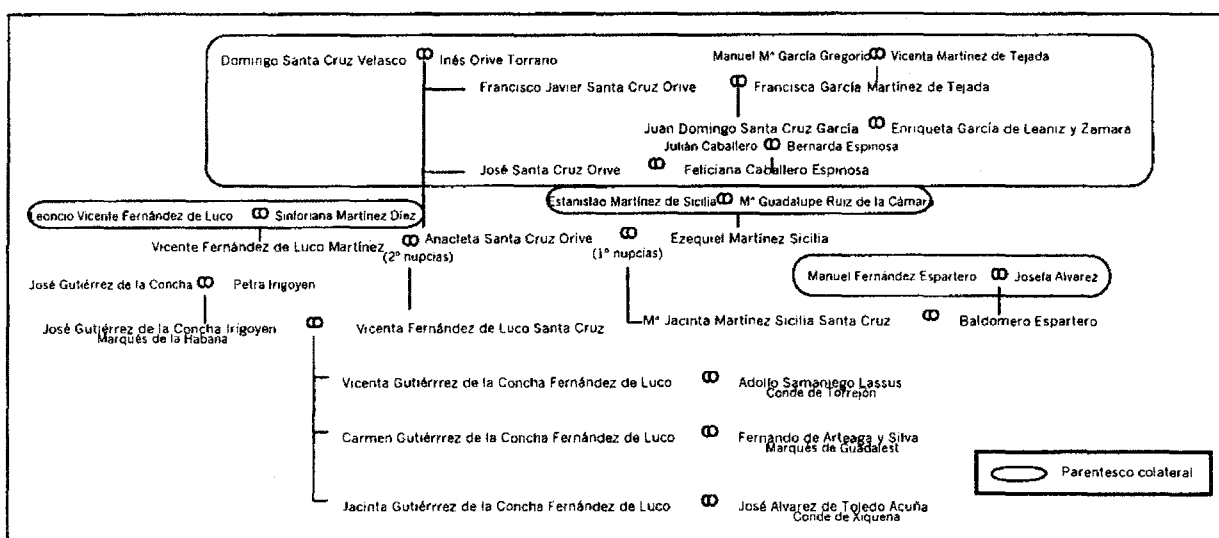 Domingo Santa Cruz Velasco Inés Orive Torrano
Manuel Mª García Gregorio Vicenta Martínez de Tejada
Francisco Javier Santa Cruz Orive Francisca García Martínez de Tejada
Juan Domingo Santa Cruz García Enriqueta García de Leaniz y Zamara
Julián Caballero Bernarda Espinosa
José Santa Cruz Orive Feliciana Caballero Espinosa
Leoncio Vicente Fernández de Luco Sinforiana Martínez Díez
Estanislao Martínez de Sicilia Mª Guadalupe Ruiz de la Cámara
Vicente Fernández de Luco Martínez Anacleta Santa Cruz Orive Ezequiel Martínez Sicilia
(2º nupcias) (1º nupcias)
José Gutiérrez de la Concha Petra Irigoyen
Manuel Fernández Espartero Josefa Alvarez
José Gutiérrez de la Concha Irigoyen Vicenta Fernández de Luco Santa Cruz
Marqués de la Habana
Mª Jacinta Martínez Sicilia Santa Cruz Baldomero Espartero
Vicenta Gutiérrrez de la Concha Fernández de Luco Adolfo Samaniego Lassus
Conde de Torrejón
Carmen Gutiérrrez de la Concha Fernández de Luco Fernando de Arteaga y Silva
Marqués de Guadalest
Jacinta Gutiérrrez de la Concha Fernández de Luco José Alvarez de Toledo Acuña
Conde de Xiquena
Parentesco colateral